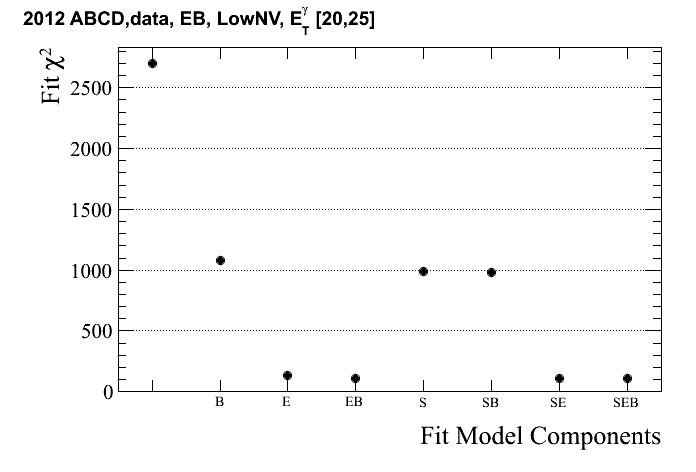 2012 ABCD,data, EB, LowNV, E_T^γ [20,25]
Fit χ²
2500
2000
1500
1000
500
0
B E EB S SB SE SEB
Fit Model Components